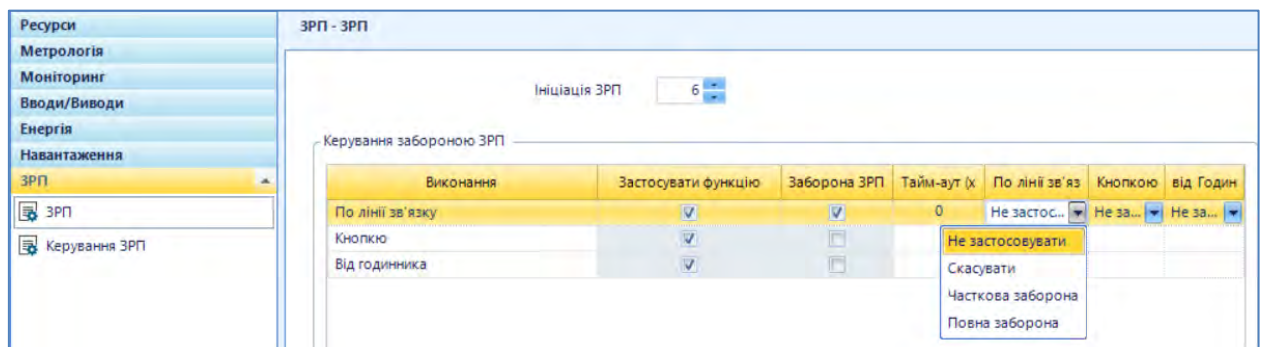 Ресурси
Метрологія
Моніторинг
Вводи/Виводи
Енергія
Навантаження
ЗРП
ЗРП
Керування ЗРП
ЗРП - ЗРП
Ініціація ЗРП 6
Керування забороною ЗРП
Виконання Застосувати функцію Заборона ЗРП Тайм-аут (х По лінії зв'яз Кнопкою від Годин
По лінії зв'язку 0 Не застос... Не за... Не за...
Кнопкю
Від годинника
Не застосовувати
Скасувати
Часткова заборона
Повна заборона